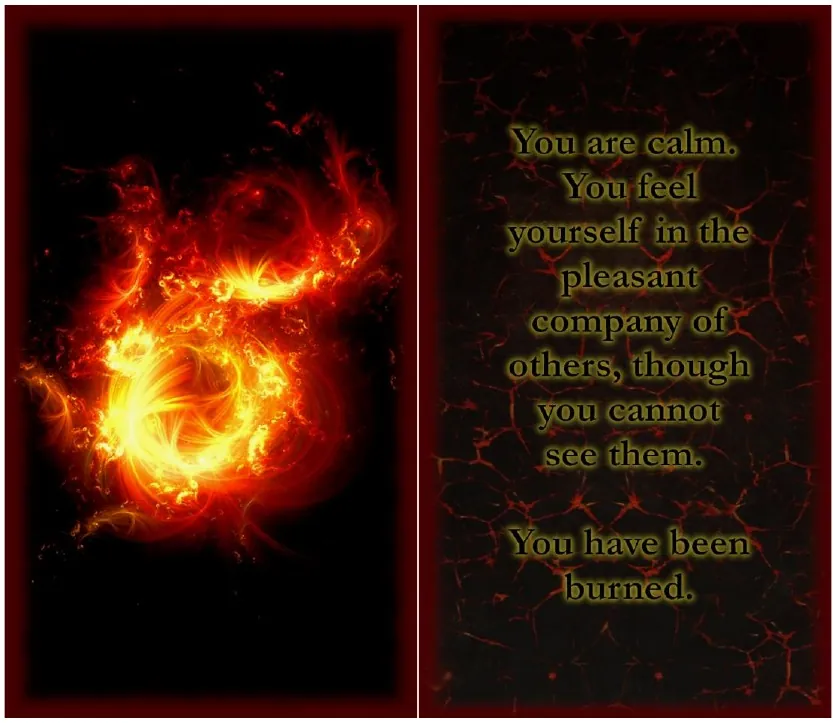 You are calm.
You feel
yourself in the
pleasant
company of
others, though
you cannot
see them.
You have been
burned.